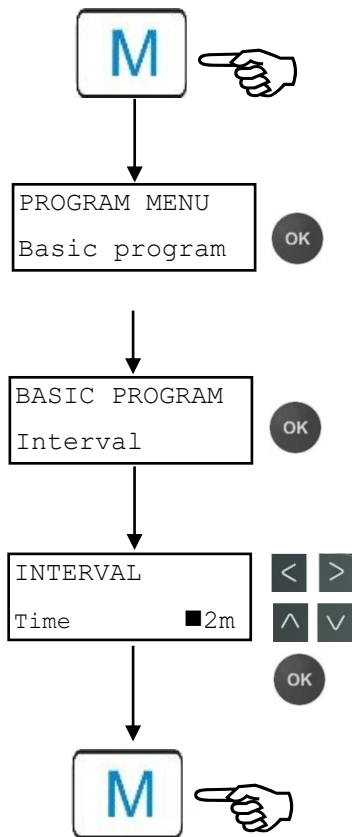 M
PROGRAM MENU
Basic program
OK
BASIC PROGRAM
Interval
OK
INTERVAL
Time ■2m
< >
∧ ∨
OK
M